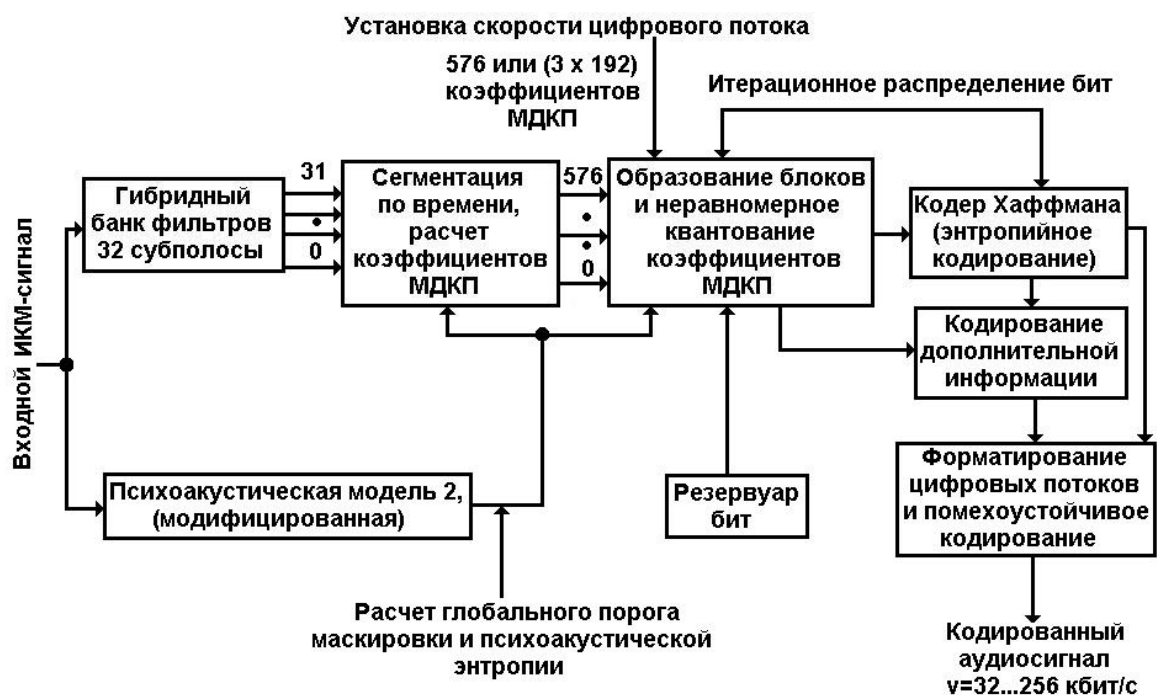 Установка скорости цифрового потока
576 или (3 х 192)
коэффициентов
МДКП
Итерационное распределение бит
Входной ИКМ-сигнал
Гибридный
банк фильтров
32 субполосы
31
0
Сегментация
по времени,
расчет
коэффициентов
МДКП
576
0
Образование блоков
и неравномерное
квантование
коэффициентов
МДКП
Кодер Хаффмана
(энтропийное
кодирование)
Кодирование
дополнительной
информации
Психоакустическая модель 2,
(модифицированная)
Резервуар
бит
Форматирование
цифровых потоков
и помехоустойчивое
кодирование
Расчет глобального порога
маскировки и психоакустической
энтропии
Кодированный
аудиосигнал
v=32...256 кбит/с